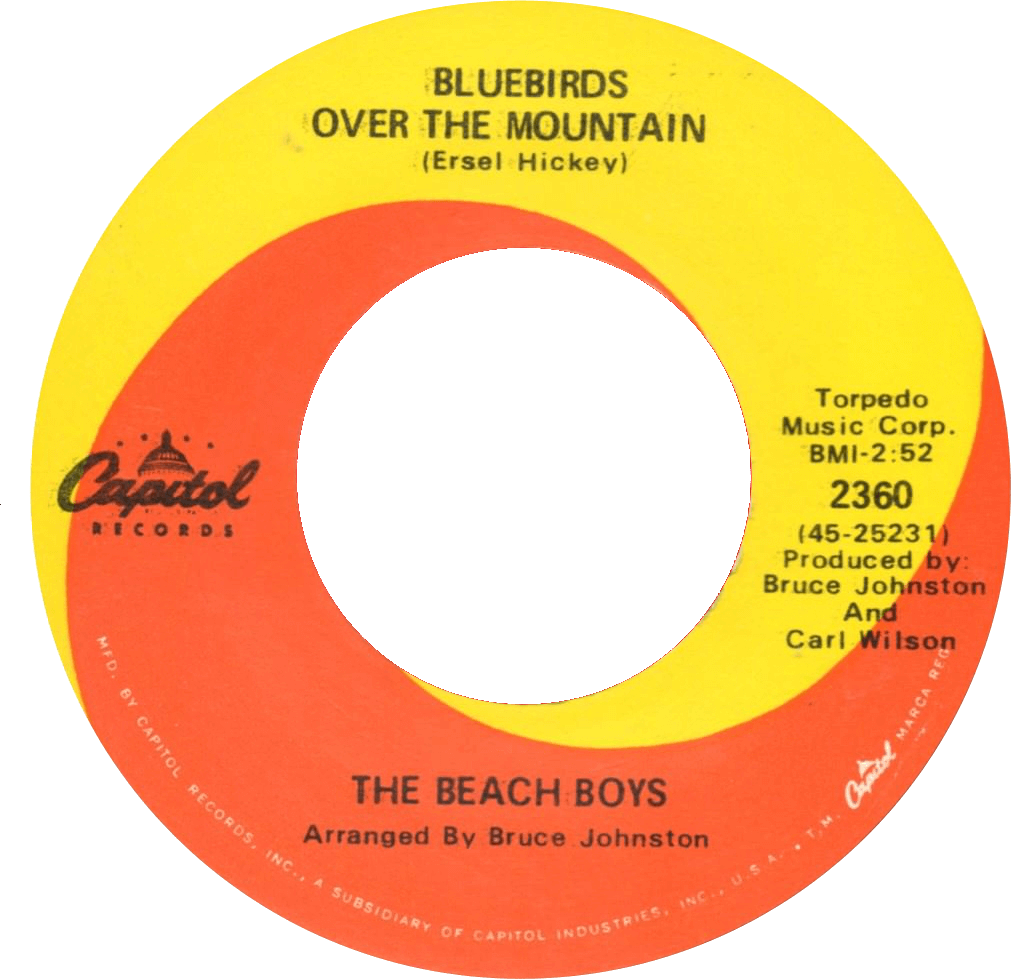 BLUEBIRDS
OVER THE MOUNTAIN
(Ersel Hickey)
Capitol
RECORDS
Torpedo
Music Corp.
BMI-2:52
2360
(45-25231)
Produced by:
Bruce Johnston
And
Carl Wilson
THE BEACH BOYS
Arranged By Bruce Johnston
MFD. BY CAPITOL RECORDS, INC., A SUBSIDIARY OF CAPITOL INDUSTRIES, INC., U.S.A. • T.M. Capitol MARCA REG.